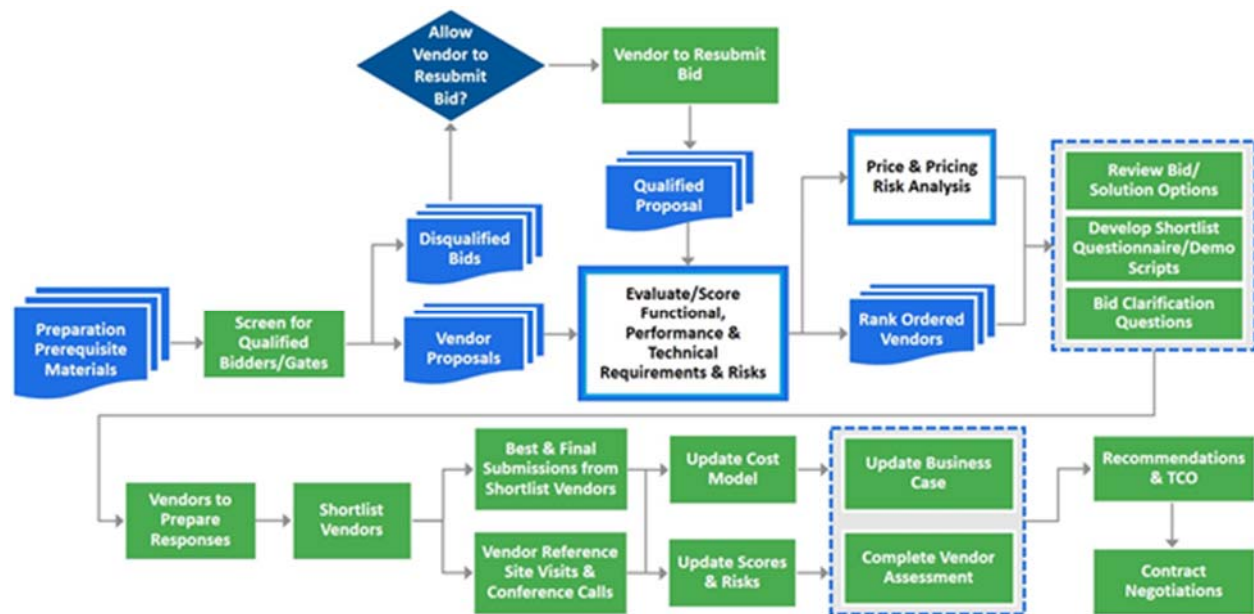 Allow
Vendor to
Resubmit
Bid?
Vendor to Resubmit
Bid
Qualified
Proposal
Price & Pricing
Risk Analysis
Review Bid/
Solution Options
Develop Shortlist
Questionnaire/Demo
Scripts
Bid Clarification
Questions
Disqualified
Bids
Preparation
Prerequisite
Materials
Screen for
Qualified
Bidders/Gates
Vendor
Proposals
Evaluate/Score
Functional,
Performance &
Technical
Requirements & Risks
Rank Ordered
Vendors
Vendors to
Prepare
Responses
Shortlist
Vendors
Best & Final
Submissions from
Shortlist Vendors
Vendor Reference
Site Visits &
Conference Calls
Update Cost
Model
Update Scores
& Risks
Update Business
Case
Complete Vendor
Assessment
Recommendations
& TCO
Contract
Negotiations